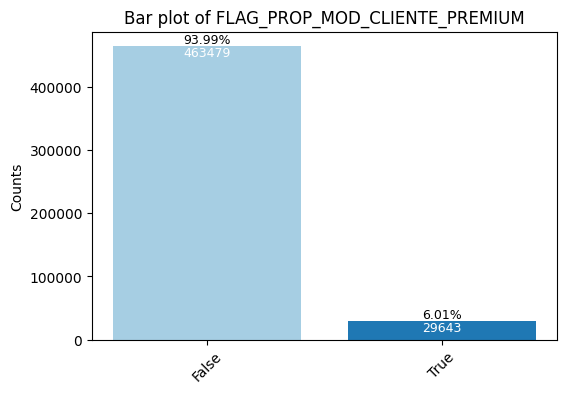 Bar plot of FLAG_PROP_MOD_CLIENTE_PREMIUM
93.99%
463479
400000
300000
200000
100000
0
Counts
6.01%
29643
False
True